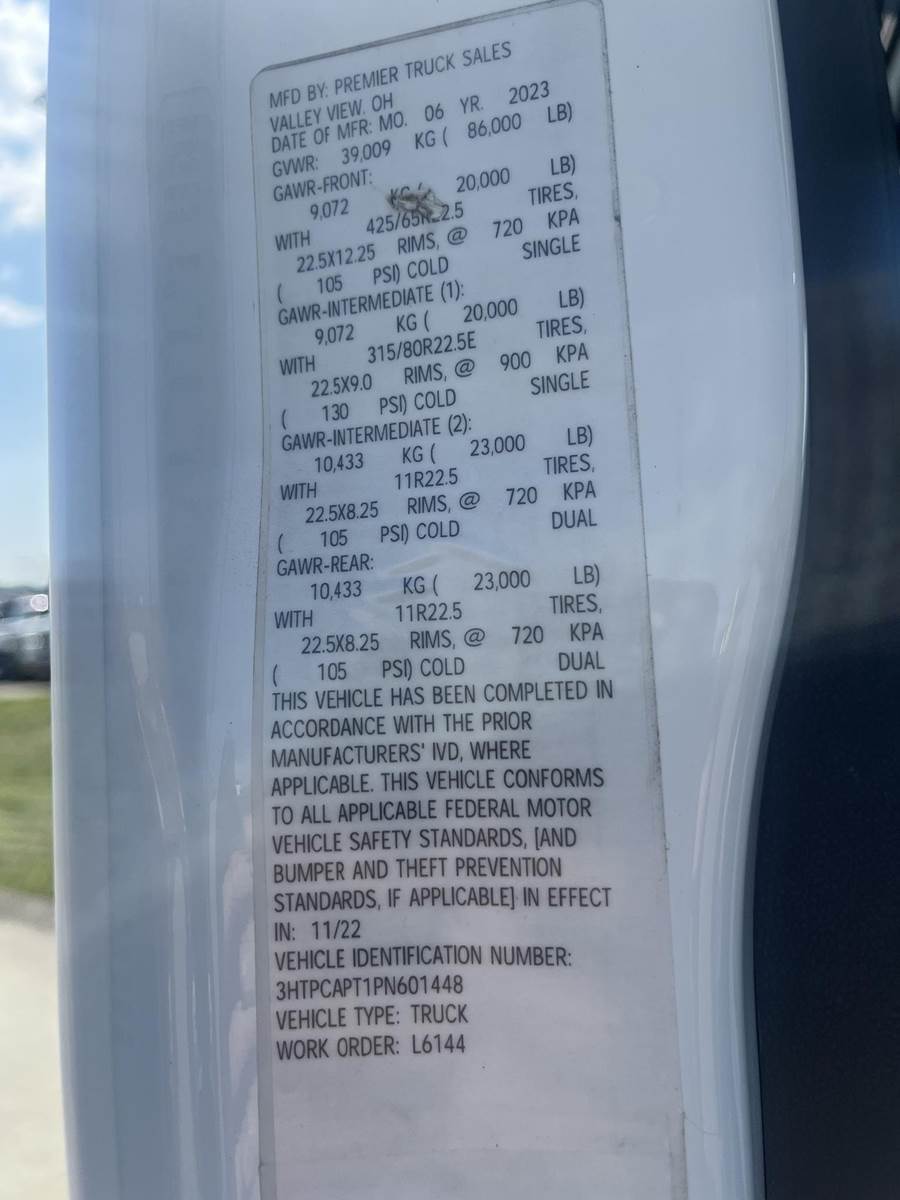 MFD BY: PREMIER TRUCK SALES
VALLEY VIEW, OH
DATE OF MFR: MO. 06 YR. 2023
GVWR: 39,009 KG ( 86,000 LB)
GAWR-FRONT:
9,072 KG ( 20,000 LB)
WITH 425/65R22.5 TIRES,
22.5X12.25 RIMS, @ 720 KPA
( 105 PSI) COLD SINGLE
GAWR-INTERMEDIATE (1):
9,072 KG ( 20,000 LB)
WITH 315/80R22.5E TIRES,
22.5X9.0 RIMS, @ 900 KPA
( 130 PSI) COLD SINGLE
GAWR-INTERMEDIATE (2):
10,433 KG ( 23,000 LB)
WITH 11R22.5 TIRES,
22.5X8.25 RIMS, @ 720 KPA
( 105 PSI) COLD DUAL
GAWR-REAR:
10,433 KG ( 23,000 LB)
WITH 11R22.5 TIRES,
22.5X8.25 RIMS, @ 720 KPA
( 105 PSI) COLD DUAL
THIS VEHICLE HAS BEEN COMPLETED IN
ACCORDANCE WITH THE PRIOR
MANUFACTURERS' IVD, WHERE
APPLICABLE. THIS VEHICLE CONFORMS
TO ALL APPLICABLE FEDERAL MOTOR
VEHICLE SAFETY STANDARDS, [AND
BUMPER AND THEFT PREVENTION
STANDARDS, IF APPLICABLE] IN EFFECT
IN: 11/22
VEHICLE IDENTIFICATION NUMBER:
3HTPCAPT1PN601448
VEHICLE TYPE: TRUCK
WORK ORDER: L6144